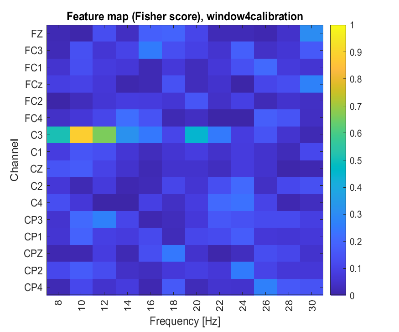 Feature map (Fisher score), window4calibration
FZ
FC3
FC1
FCz
FC2
FC4
C3
C1
CZ
C2
C4
CP3
CP1
CPZ
CP2
CP4
Channel
8 10 12 14 16 18 20 22 24 26 28 30
Frequency [Hz]
1
0.9
0.8
0.7
0.6
0.5
0.4
0.3
0.2
0.1
0